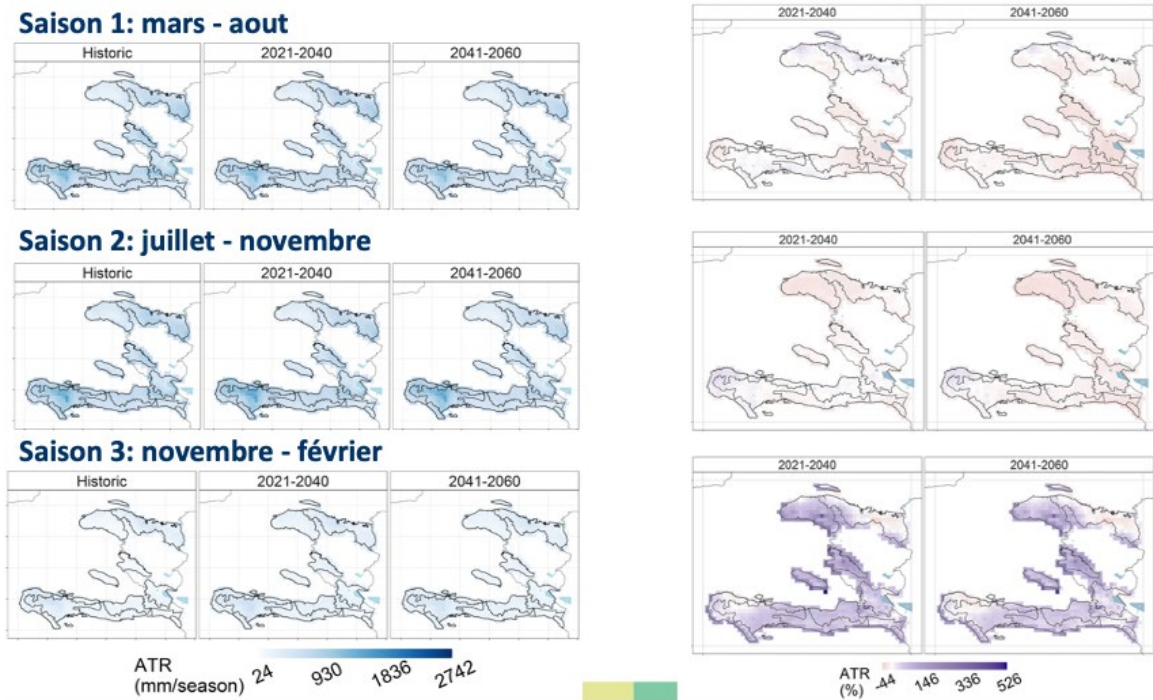 Saison 1: mars - aout
Historic 2021-2040 2041-2060
2021-2040 2041-2060
Saison 2: juillet - novembre
Historic 2021-2040 2041-2060
2021-2040 2041-2060
Saison 3: novembre - février
Historic 2021-2040 2041-2060
2021-2040 2041-2060
ATR
(mm/season)
24 930 1836 2742
ATR
(%)
-44 146 336 526